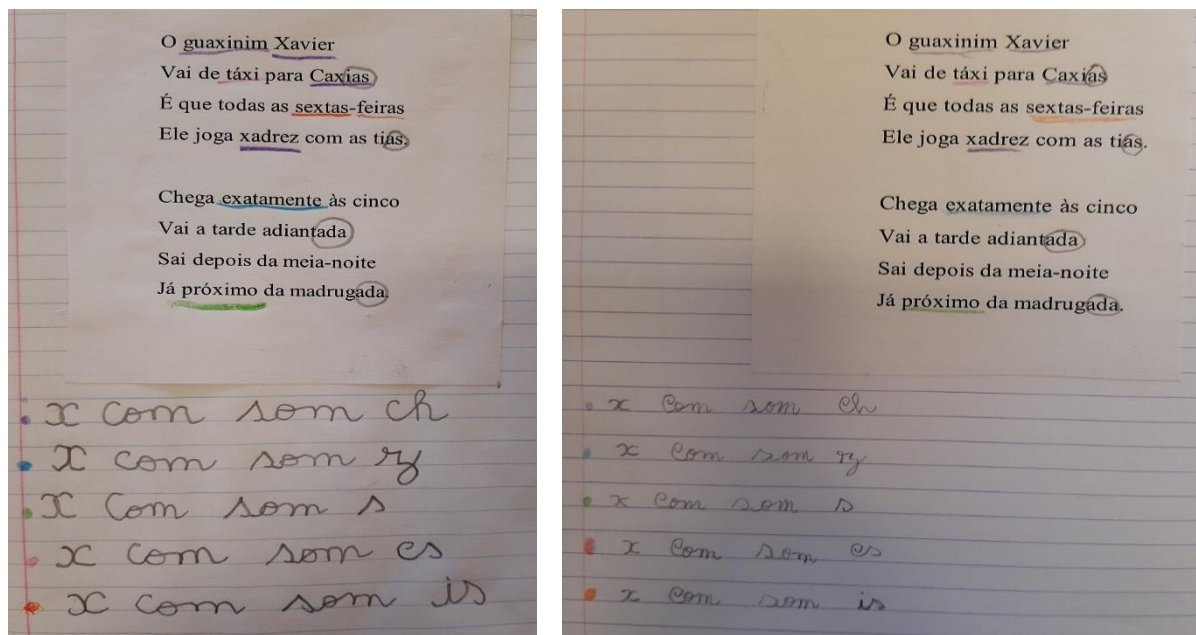 O guaxinim Xavier
Vai de táxi para Caxias
É que todas as sextas-feiras
Ele joga xadrez com as tias.
Chega exatamente às cinco
Vai a tarde adiantada
Sai depois da meia-noite
Já próximo da madrugada.
x com som ch
x com som z
x com som s
x com som cs
x com som is
O guaxinim Xavier
Vai de táxi para Caxias
É que todas as sextas-feiras
Ele joga xadrez com as tias.
Chega exatamente às cinco
Vai a tarde adiantada
Sai depois da meia-noite
Já próximo da madrugada.
x com som ch
x com som z
x com som s
x com som cs
x com som is